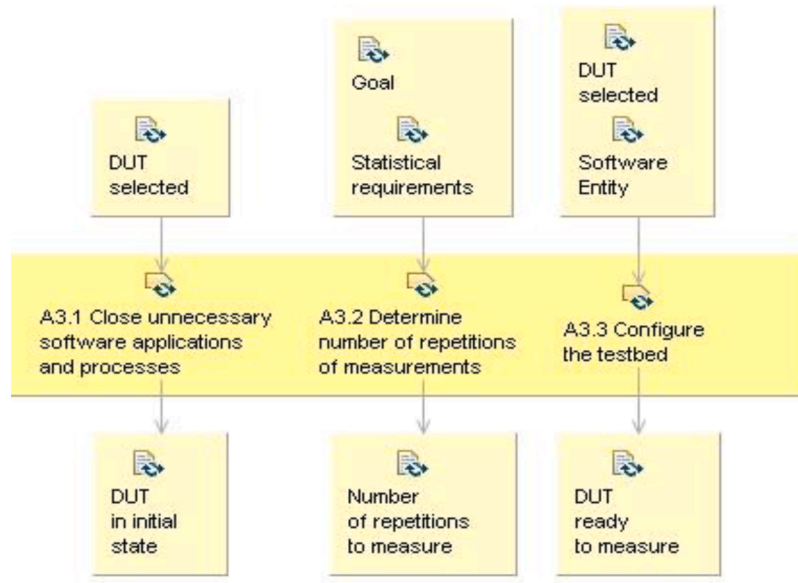 Goal
Statistical
requirements
DUT
selected
Software
Entity
DUT
selected
A3.1 Close unnecessary
software applications
and processes
A3.2 Determine
number of repetitions
of measurements
A3.3 Configure
the testbed
DUT
in initial
state
Number
of repetitions
to measure
DUT
ready
to measure